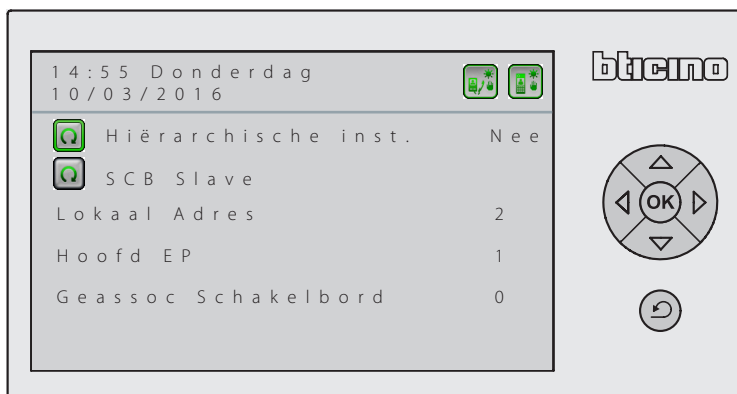 14:55 Donderdag
10/03/2016
bticino
Hiërarchische inst. Nee
SCB Slave
Lokaal Adres 2
Hoofd EP 1
Geassoc Schakelbord 0
OK